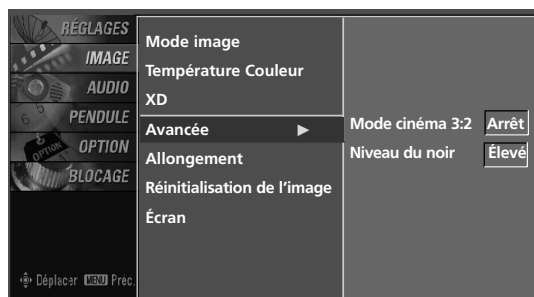 RÉGLAGES
IMAGE
AUDIO
PENDULE
OPTION
BLOCAGE
Déplacer MENU Préc.
Mode image
Température Couleur
XD
Avancée ▶
Allongement
Réinitialisation de l'image
Écran
Mode cinéma 3:2 Arrêt
Niveau du noir Élevé